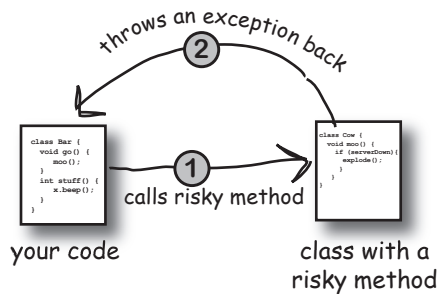 throws an exception back
2
class Bar {
void go() {
moo();
}
int stuff() {
x.beep();
}
}
1
calls risky method
class Cow {
void moo() {
if (serverDown){
explode();
}
}
}
your code
class with a
risky method